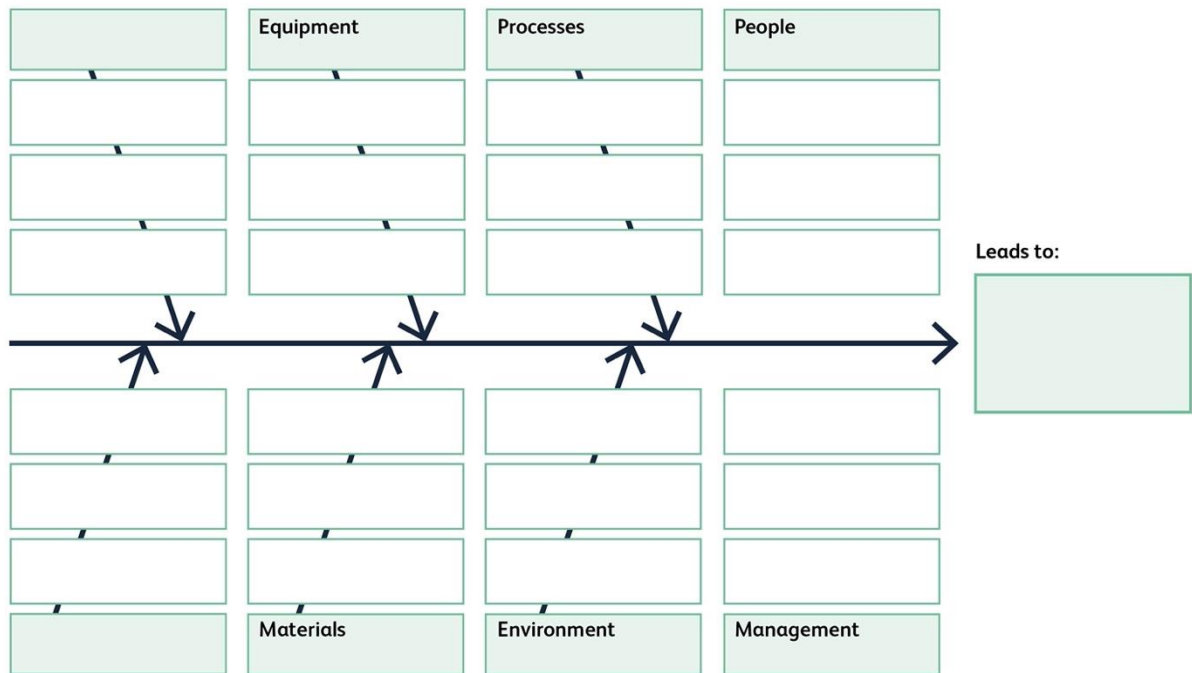 Equipment
Processes
People
Leads to:
Materials
Environment
Management